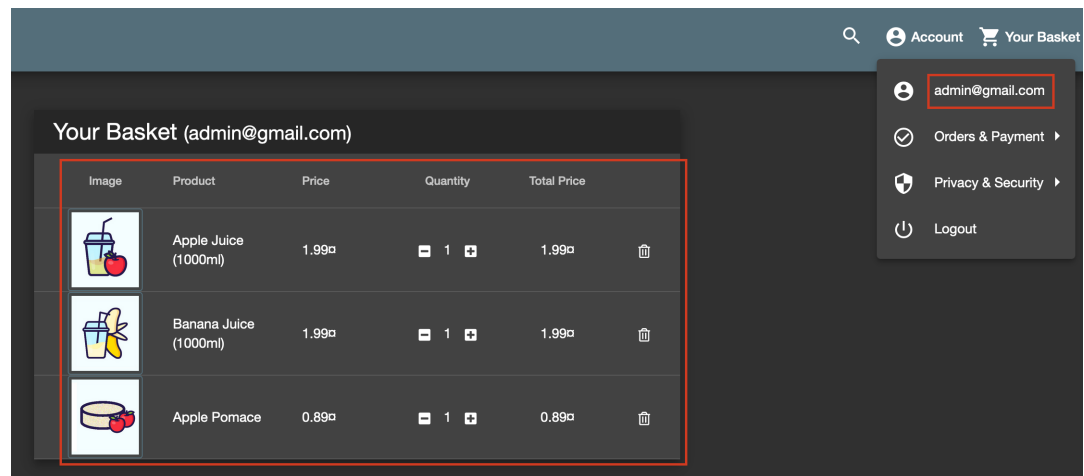 Account Your Basket
admin@gmail.com
Orders & Payment
Privacy & Security
Logout
Your Basket (admin@gmail.com)
Image Product Price Quantity Total Price
Apple Juice
(1000ml) 1.99¤ 1 1.99¤
Banana Juice
(1000ml) 1.99¤ 1 1.99¤
Apple Pomace 0.89¤ 1 0.89¤